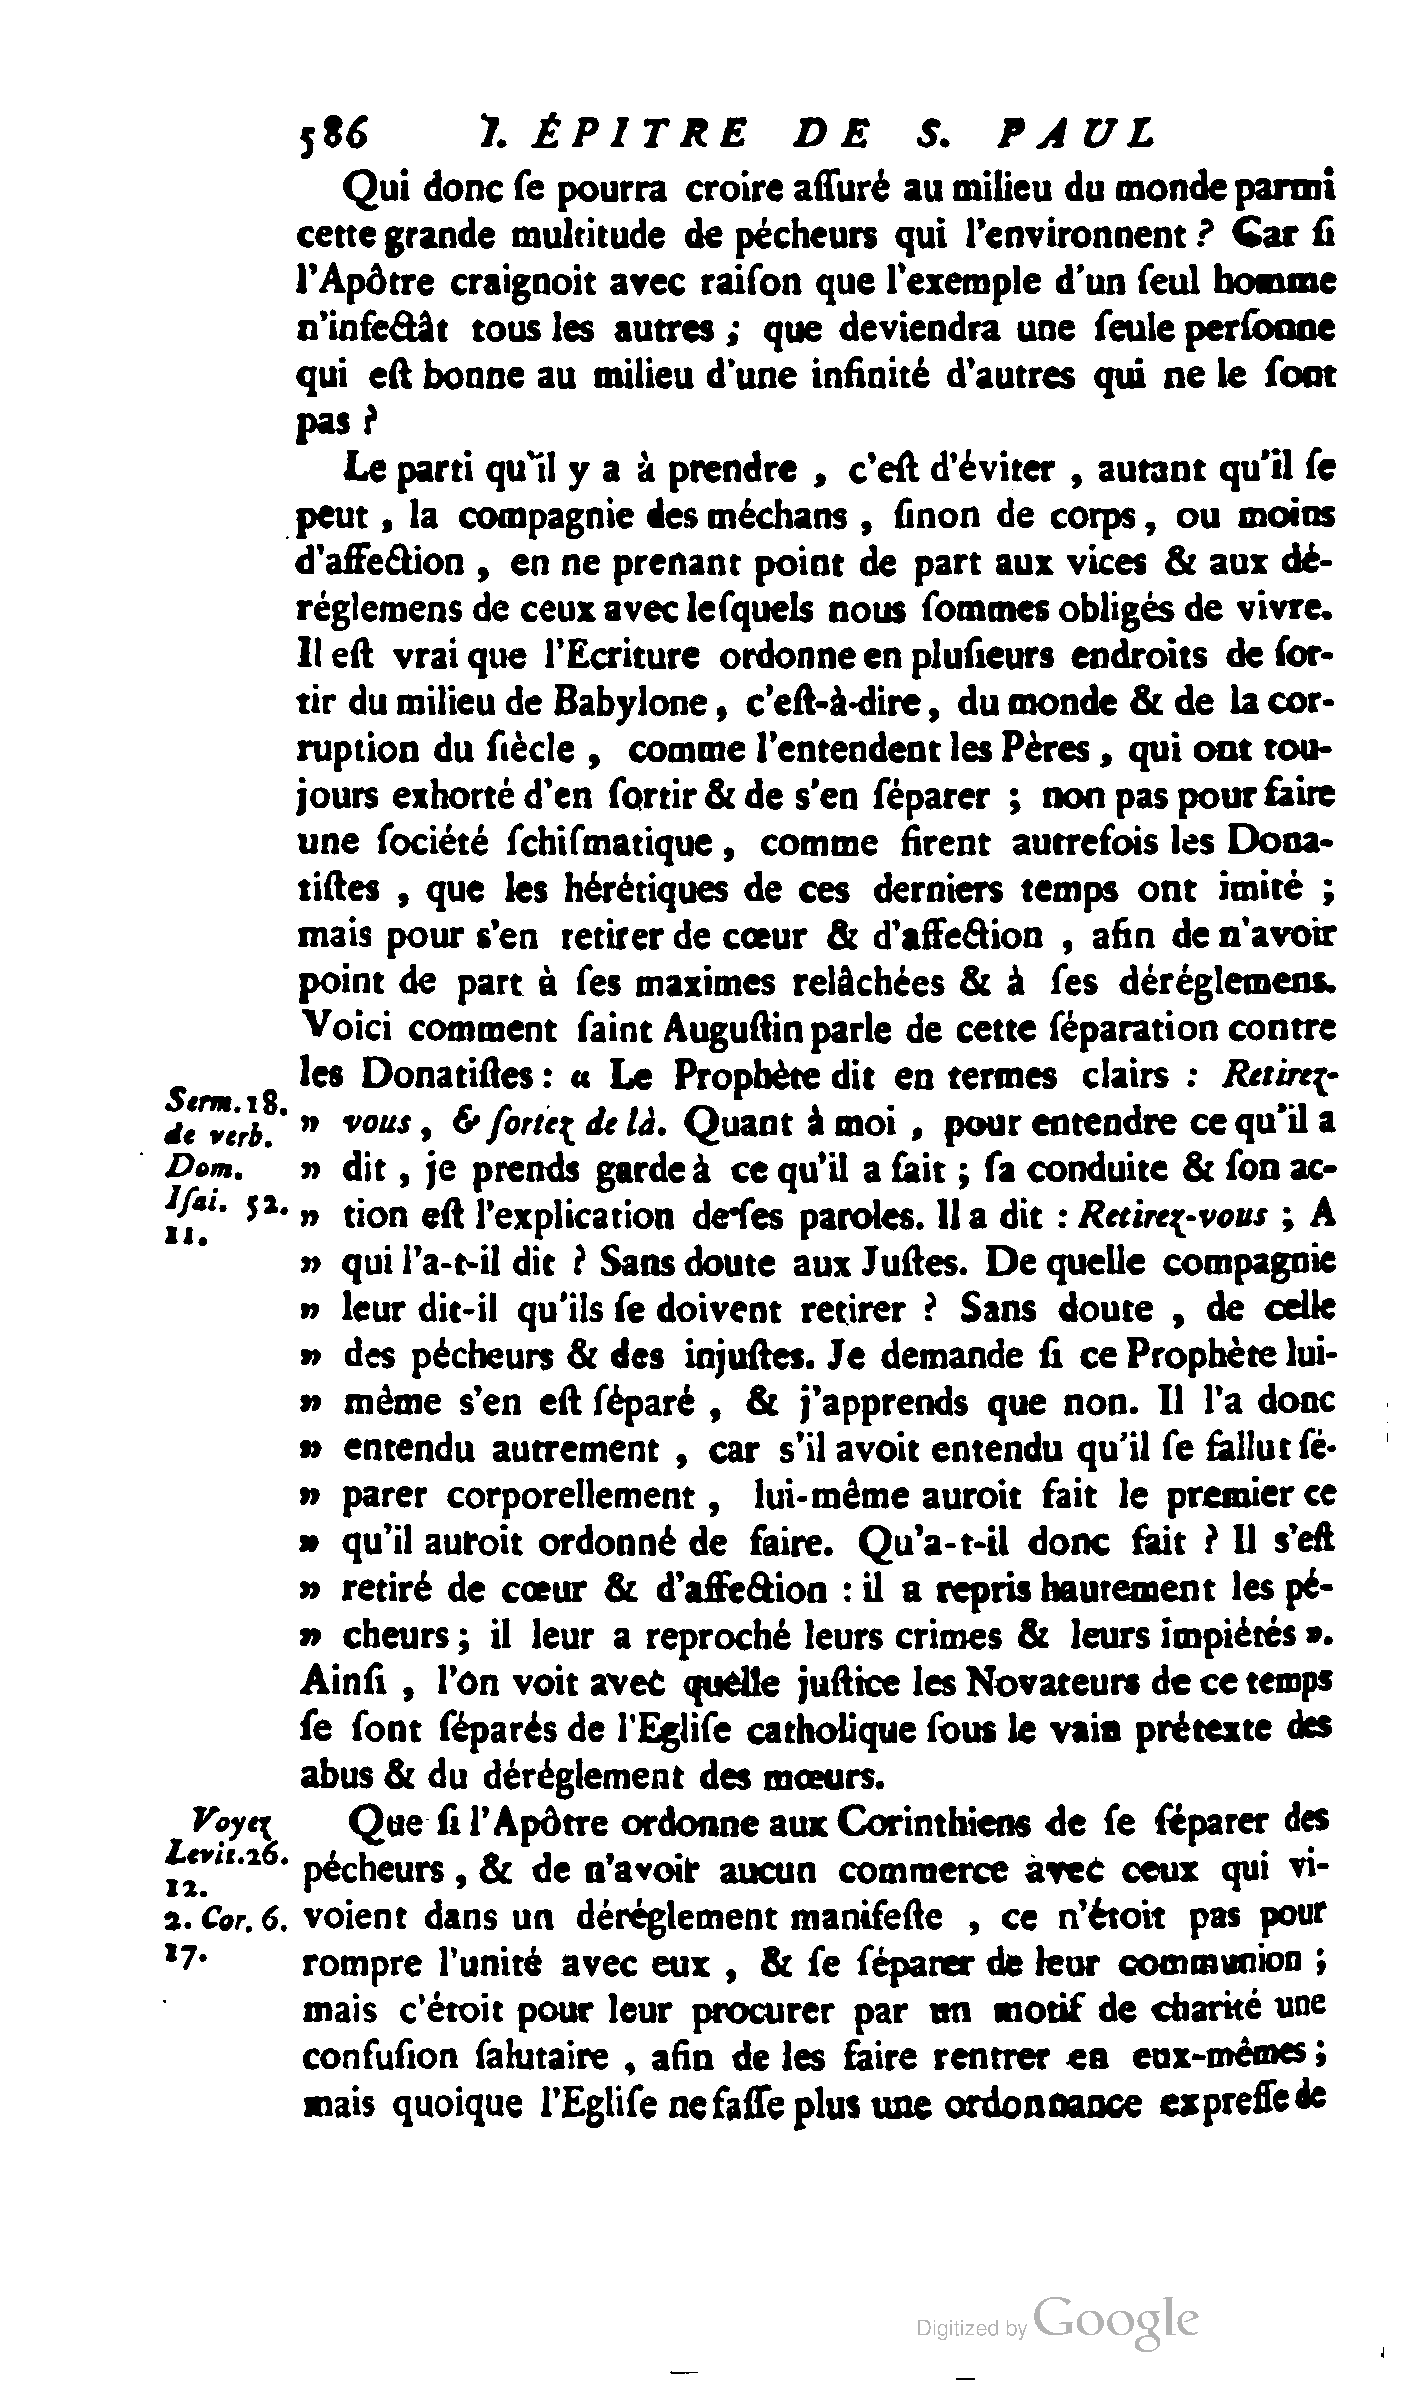 586 I. ÉPITRE DE S. PAUL
Qui donc ſe pourra croire aſſuré au milieu du monde parmi
cette grande multitude de pécheurs qui l'environnent ? Car ſi
l'Apôtre craignoit avec raiſon que l'exemple d'un ſeul homme
n'infectât tous les autres ; que deviendra une ſeule perſonne
qui eſt bonne au milieu d'une infinité d'autres qui ne le ſont
pas ?
Le parti qu'il y a à prendre , c'eſt d'éviter , autant qu'il ſe
peut , la compagnie des méchans , ſinon de corps , ou moins
d'affection , en ne prenant point de part aux vices & aux dé-
réglemens de ceux avec leſquels nous ſommes obligés de vivre.
Il eſt vrai que l'Ecriture ordonne en pluſieurs endroits de ſor-
tir du milieu de Babylone , c'eſt-à-dire , du monde & de la cor-
ruption du ſiècle , comme l'entendent les Pères , qui ont tou-
jours exhorté d'en ſortir & de s'en ſéparer ; non pas pour faire
une ſociété ſchiſmatique , comme firent autrefois les Dona-
tiſtes , que les hérétiques de ces derniers temps ont imité ;
mais pour s'en retirer de cœur & d'affection , afin de n'avoir
point de part à ſes maximes relâchées & à ſes déréglemens.
Voici comment ſaint Auguſtin parle de cette ſéparation contre
les Donatiſtes : « Le Prophète dit en termes clairs : Retirez-
Serm. 18.
» vous , & ſortez de là. Quant à moi , pour entendre ce qu'il a
de verb.
Dom.
» dit , je prends garde à ce qu'il a fait ; ſa conduite & ſon ac-
Iſai. 52.
» tion eſt l'explication de ſes paroles. Il a dit : Retirez-vous ; A
11.
» qui l'a-t-il dit ? Sans doute aux Juſtes. De quelle compagnie
» leur dit-il qu'ils ſe doivent retirer ? Sans doute , de celle
» des pécheurs & des injuſtes. Je demande ſi ce Prophète lui-
» même s'en eſt ſéparé , & j'apprends que non. Il l'a donc
» entendu autrement , car s'il avoit entendu qu'il ſe fallut ſé-
» parer corporellement , lui-même auroit fait le premier ce
» qu'il auroit ordonné de faire. Qu'a-t-il donc fait ? Il s'eſt
» retiré de cœur & d'affection : il a repris hautement les pé-
» cheurs ; il leur a reproché leurs crimes & leurs impiétés ».
Ainſi , l'on voit avec quelle juſtice les Novateurs de ce temps
ſe ſont ſéparés de l'Egliſe catholique ſous le vain prétexte des
abus & du déréglement des mœurs.
Voyez
Que ſi l'Apôtre ordonne aux Corinthiens de ſe ſéparer des
Levit. 26.
12.
pécheurs , & de n'avoir aucun commerce avec ceux qui vi-
2. Cor. 6.
voient dans un déréglement manifeſte , ce n'étoit pas pour
17.
rompre l'unité avec eux , & ſe ſéparer de leur communion ;
mais c'étoit pour leur procurer par un motif de charité une
confuſion ſalutaire , afin de les faire rentrer en eux-mêmes ;
mais quoique l'Egliſe ne faſſe plus une ordonnance expreſſe de
Digitized by Google